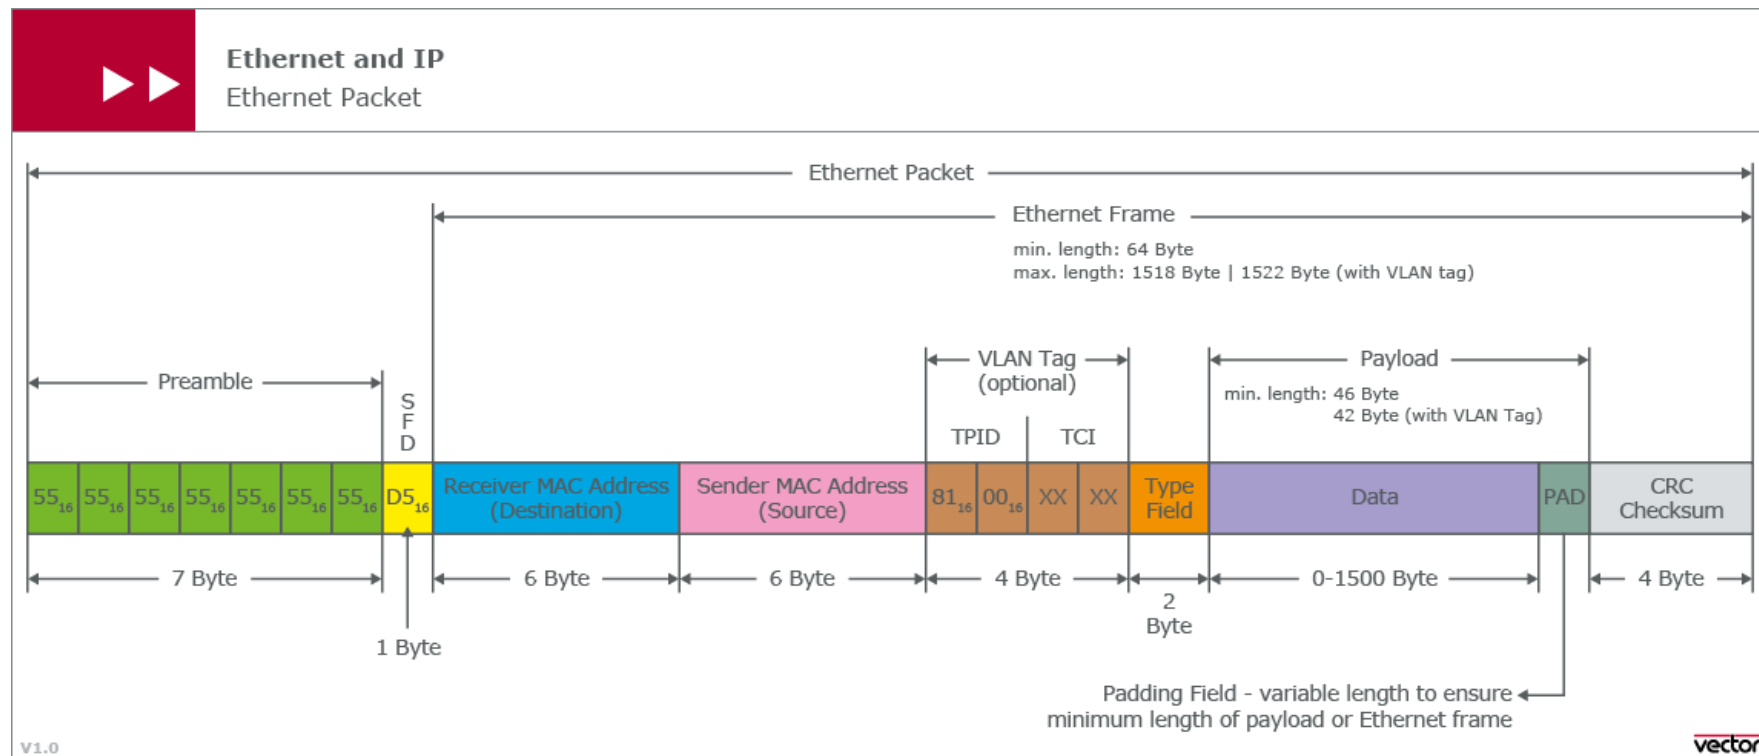 Ethernet and IP
Ethernet Packet
Ethernet Packet
Ethernet Frame
min. length: 64 Byte
max. length: 1518 Byte | 1522 Byte (with VLAN tag)
Preamble
S
F
D
VLAN Tag
(optional)
TPID
TCI
Payload
min. length: 46 Byte
42 Byte (with VLAN Tag)
55₁₆ 55₁₆ 55₁₆ 55₁₆ 55₁₆ 55₁₆ 55₁₆ D5₁₆
Receiver MAC Address
(Destination)
Sender MAC Address
(Source)
81₁₆ 00₁₆ XX XX
Type
Field
Data
PAD
CRC
Checksum
7 Byte
1 Byte
6 Byte
6 Byte
4 Byte
2
Byte
0-1500 Byte
4 Byte
Padding Field - variable length to ensure
minimum length of payload or Ethernet frame
V1.0
vector